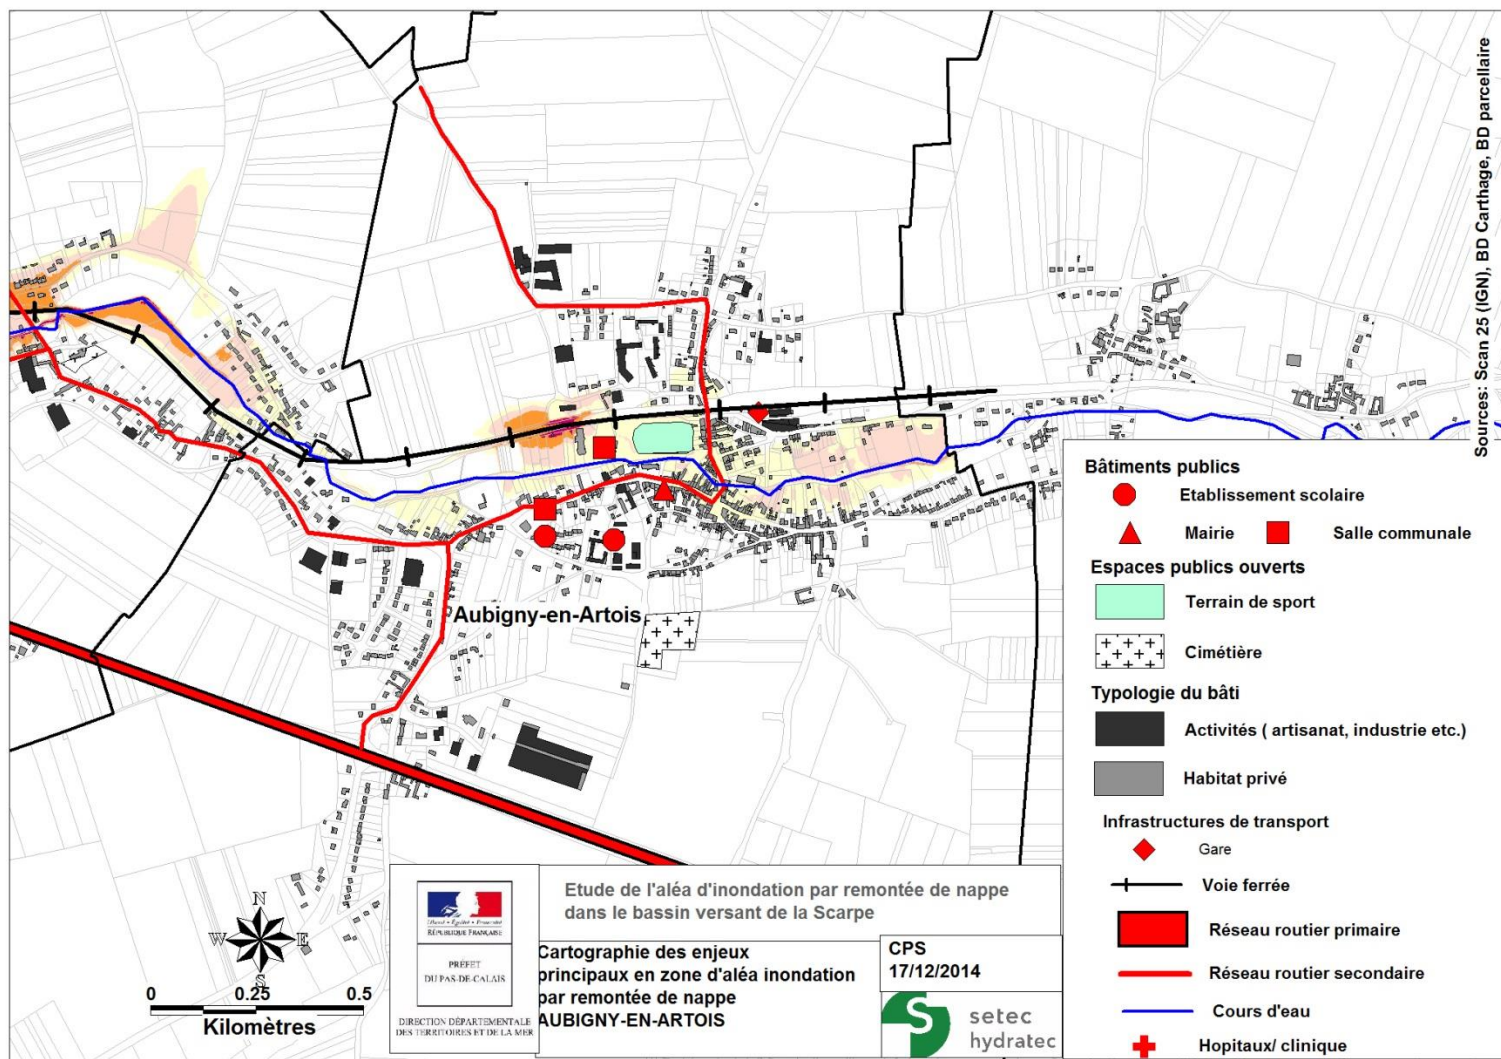 Sources: Scan 25 (IGN), BD Carthage, BD parcellaire
Aubigny-en-Artois
Bâtiments publics
Etablissement scolaire
Mairie
Salle communale
Espaces publics ouverts
Terrain de sport
Cimétière
Typologie du bâti
Activités ( artisanat, industrie etc.)
Habitat privé
Infrastructures de transport
Gare
Voie ferrée
Réseau routier primaire
Réseau routier secondaire
Cours d'eau
Hopitaux/ clinique
N
W
E
S
0
0.25
0.5
Kilomètres
Liberté • Égalité • Fraternité
RÉPUBLIQUE FRANÇAISE
PRÉFET
DU PAS-DE-CALAIS
DIRECTION DÉPARTEMENTALE
DES TERRITOIRES ET DE LA MER
Etude de l'aléa d'inondation par remontée de nappe
dans le bassin versant de la Scarpe
Cartographie des enjeux
principaux en zone d'aléa inondation
par remontée de nappe
AUBIGNY-EN-ARTOIS
CPS
17/12/2014
setec
hydratec